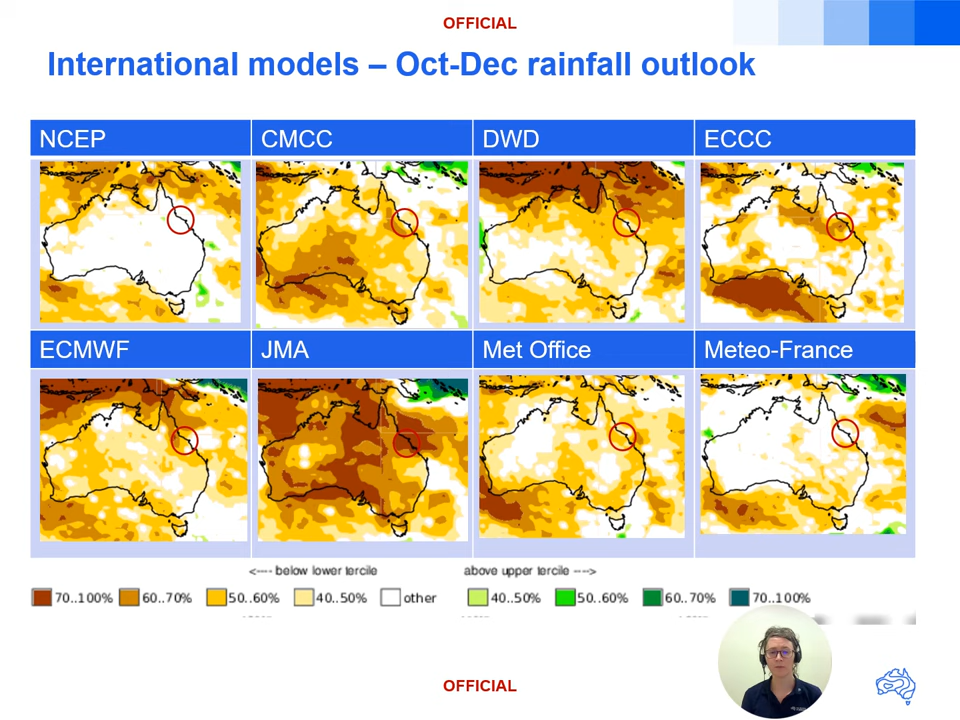 OFFICIAL
International models – Oct-Dec rainfall outlook
NCEP CMCC DWD ECCC
ECMWF JMA Met Office Meteo-France
<---- below lower tercile above upper tercile ---->
70..100% 60..70% 50..60% 40..50% other 40..50% 50..60% 60..70% 70..100%
OFFICIAL